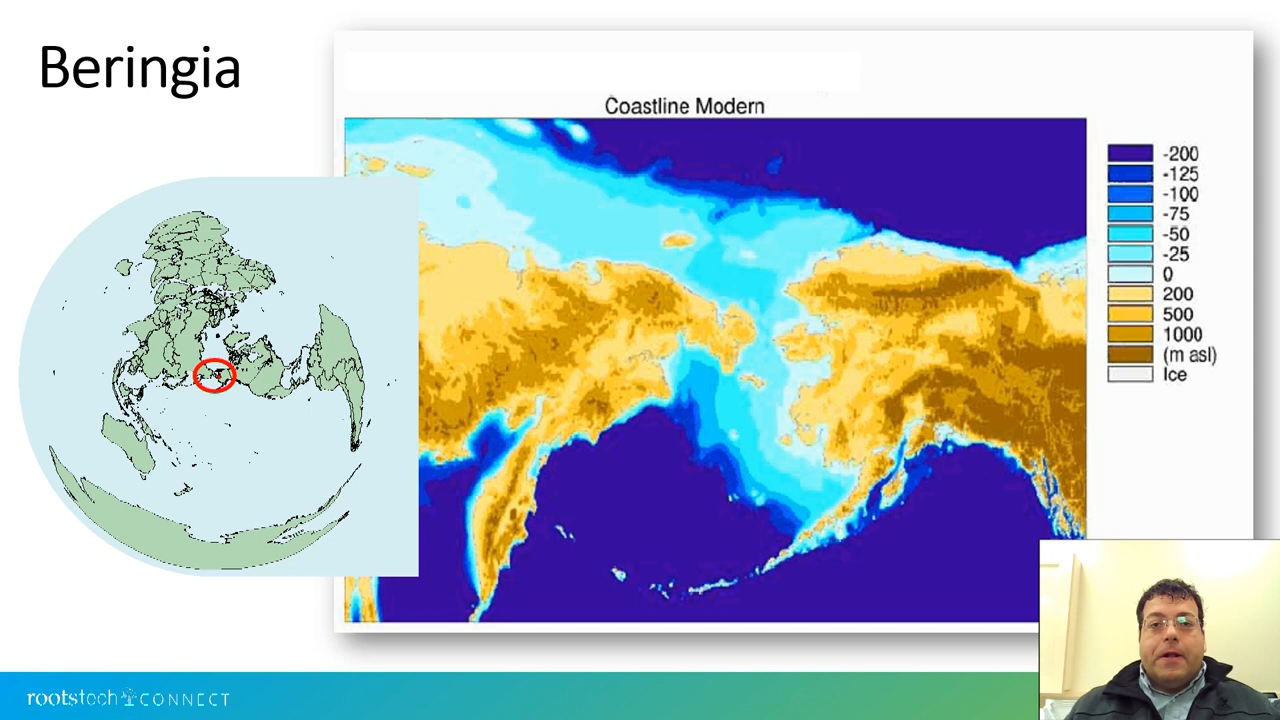 Beringia
Coastline Modern
-200
-125
-100
-75
-50
-25
0
200
500
1000
(m asl)
Ice
rootstech CONNECT